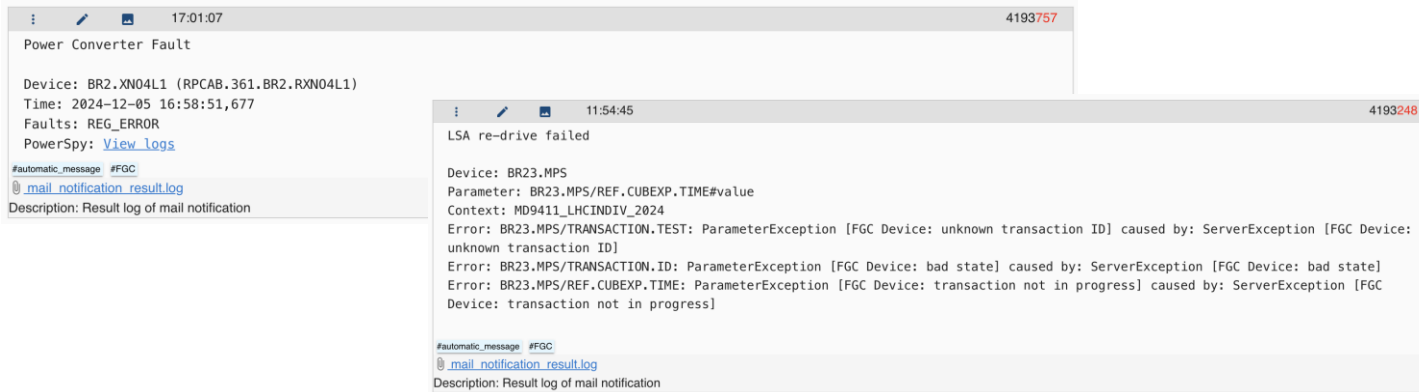 17:01:07 4193757
Power Converter Fault
Device: BR2.XNO4L1 (RPCAB.361.BR2.RXNO4L1)
Time: 2024-12-05 16:58:51,677
Faults: REG_ERROR
PowerSpy: View logs
#automatic_message #FGC
mail_notification_result.log
Description: Result log of mail notification
11:54:45 4193248
LSA re-drive failed
Device: BR23.MPS
Parameter: BR23.MPS/REF.CUBEXP.TIME#value
Context: MD9411_LHCINDIV_2024
Error: BR23.MPS/TRANSACTION.TEST: ParameterException [FGC Device: unknown transaction ID] caused by: ServerException [FGC Device:
unknown transaction ID]
Error: BR23.MPS/TRANSACTION.ID: ParameterException [FGC Device: bad state] caused by: ServerException [FGC Device: bad state]
Error: BR23.MPS/REF.CUBEXP.TIME: ParameterException [FGC Device: transaction not in progress] caused by: ServerException [FGC
Device: transaction not in progress]
#automatic_message #FGC
mail_notification_result.log
Description: Result log of mail notification